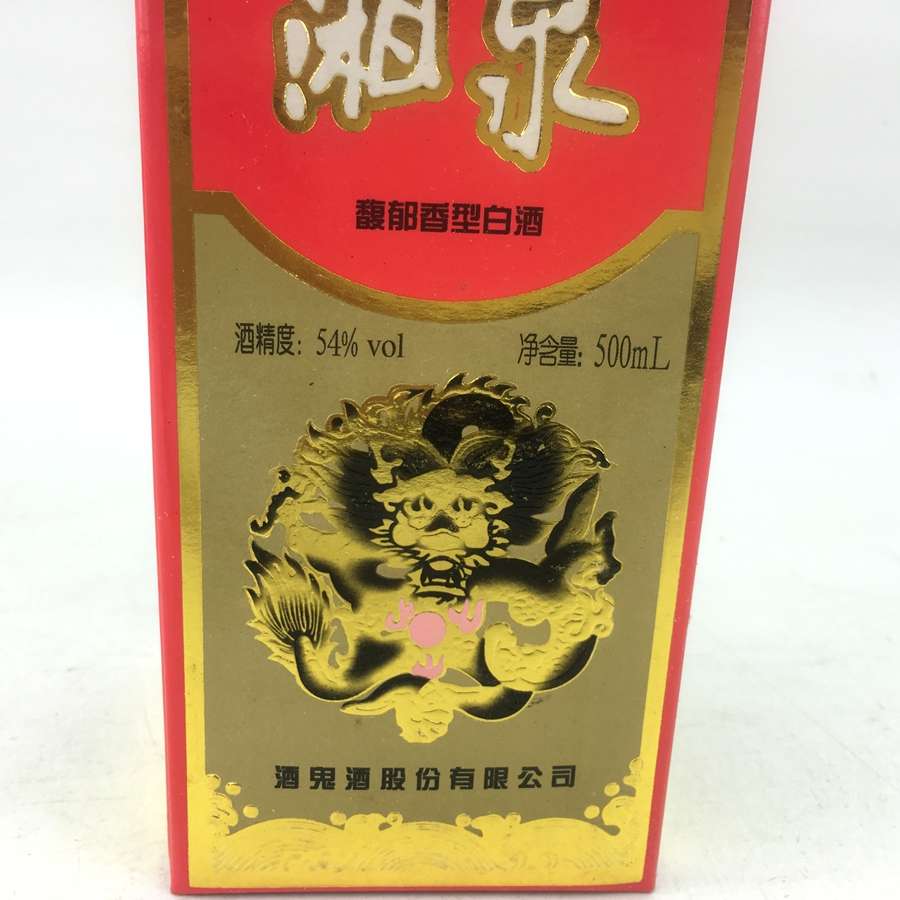 湘泉
馥郁香型白酒
酒精度: 54% vol
净含量: 500mL
酒鬼酒股份有限公司